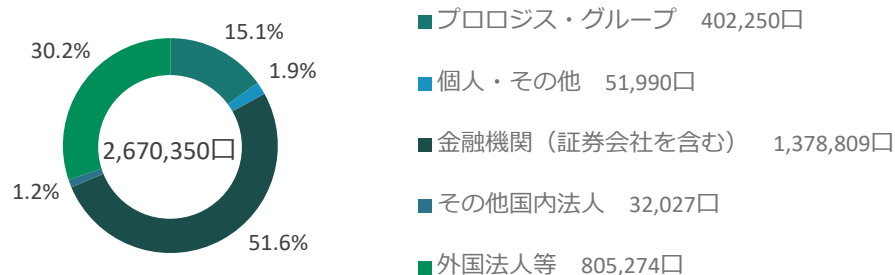 15.1%
1.9%
51.6%
1.2%
30.2%
2,670,350口
プロロジス・グループ 402,250口
個人・その他 51,990口
金融機関（証券会社を含む） 1,378,809口
その他国内法人 32,027口
外国法人等 805,274口